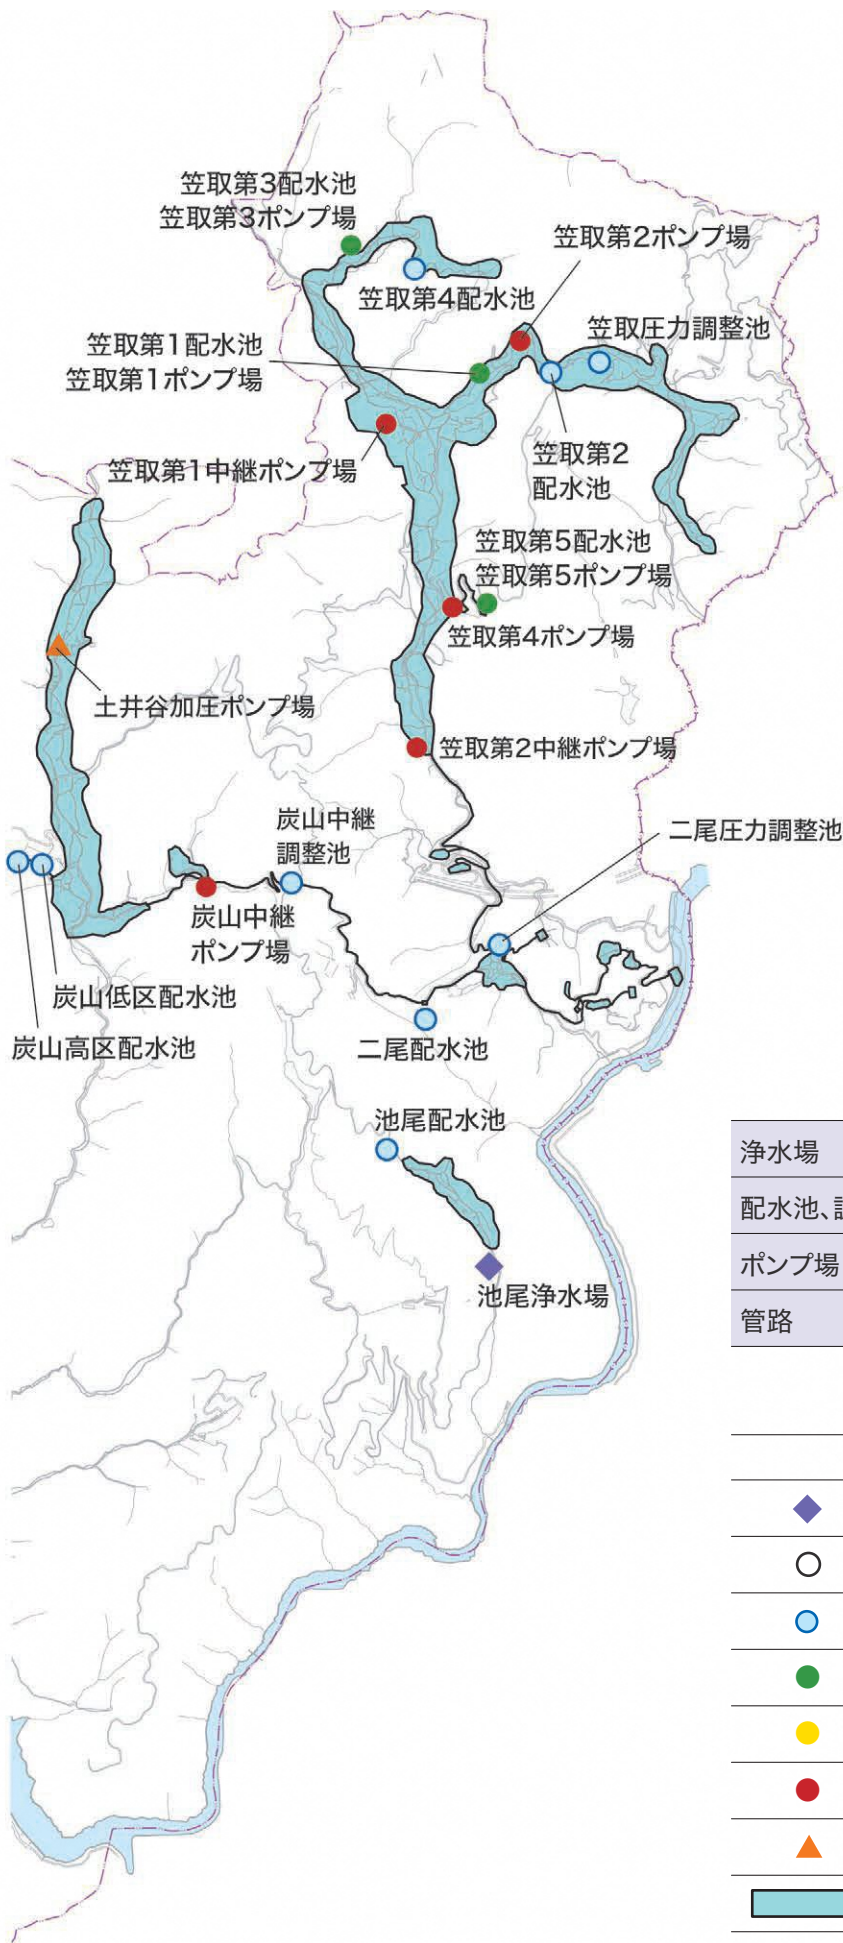 笠取第3配水池
笠取第3ポンプ場
笠取第2ポンプ場
笠取第4配水池
笠取圧力調整池
笠取第1配水池
笠取第1ポンプ場
笠取第2
配水池
笠取第1中継ポンプ場
笠取第5配水池
笠取第5ポンプ場
笠取第4ポンプ場
土井谷加圧ポンプ場
笠取第2中継ポンプ場
炭山中継
調整池
二尾圧力調整池
炭山中継
ポンプ場
炭山低区配水池
炭山高区配水池
二尾配水池
池尾配水池
池尾浄水場
浄水場
配水池、
ポンプ場
管路